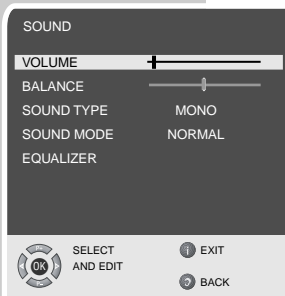 SOUND
VOLUME
BALANCE
SOUND TYPE MONO
SOUND MODE NORMAL
EQUALIZER
SELECT
AND EDIT
OK
i EXIT
BACK